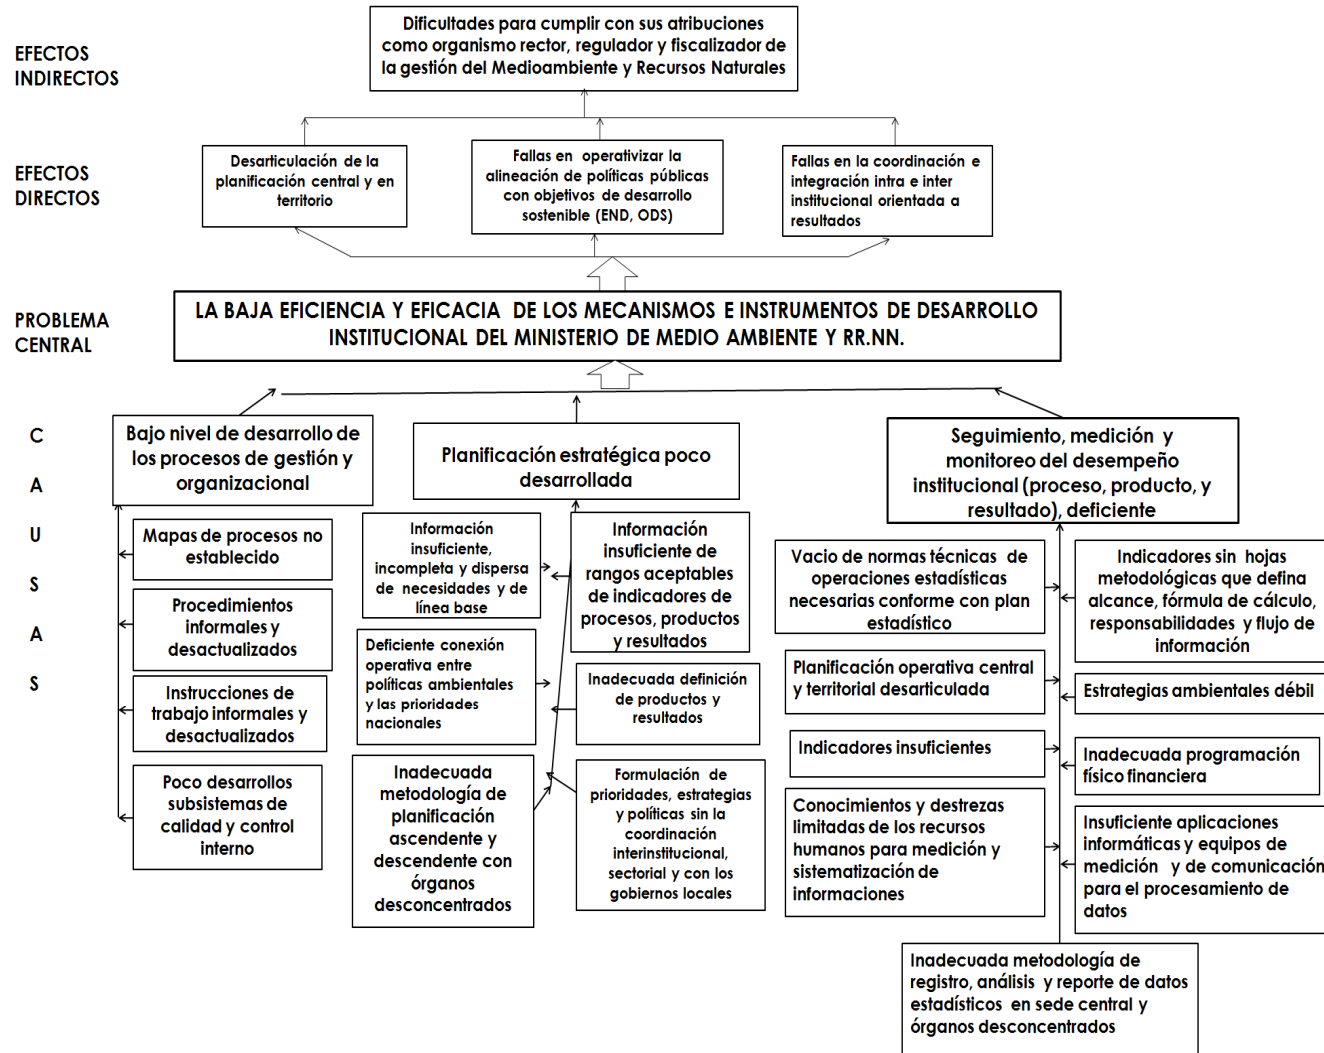 EFECTOS
INDIRECTOS
Dificultades para cumplir con sus atribuciones
como organismo rector, regulador y fiscalizador de
la gestión del Medioambiente y Recursos Naturales
EFECTOS
DIRECTOS
Desarticulación de la
planificación central y en
territorio
Fallas en operativizar la
alineación de políticas públicas
con objetivos de desarrollo
sostenible (END, ODS)
Fallas en la coordinación e
integración intra e inter
institucional orientada a
resultados
PROBLEMA
CENTRAL
LA BAJA EFICIENCIA Y EFICACIA DE LOS MECANISMOS E INSTRUMENTOS DE DESARROLLO
INSTITUCIONAL DEL MINISTERIO DE MEDIO AMBIENTE Y RR.NN.
C
A
U
S
A
S
Bajo nivel de desarrollo de
los procesos de gestión y
organizacional
Mapas de procesos no
establecido
Procedimientos
informales y
desactualizados
Instrucciones de
trabajo informales y
desactualizados
Poco desarrollos
subsistemas de
calidad y control
interno
Planificación estratégica poco
desarrollada
Información
insuficiente,
incompleta y dispersa
de necesidades y de
línea base
Información
insuficiente de
rangos aceptables
de indicadores de
procesos, productos
y resultados
Deficiente conexión
operativa entre
políticas ambientales
y las prioridades
nacionales
Inadecuada definición
de productos y
resultados
Inadecuada
metodología de
planificación
ascendente y
descendente con
órganos
desconcentrados
Formulación de
prioridades, estrategias
y políticas sin la
coordinación
interinstitucional,
sectorial y con los
gobiernos locales
Seguimiento, medición y
monitoreo del desempeño
institucional (proceso, producto, y
resultado), deficiente
Vacio de normas técnicas de
operaciones estadísticas
necesarias conforme con plan
estadístico
Indicadores sin hojas
metodológicas que defina
alcance, fórmula de cálculo,
responsabilidades y flujo de
información
Planificación operativa central
y territorial desarticulada
Estrategias ambientales débil
Indicadores insuficientes
Inadecuada programación
físico financiera
Conocimientos y destrezas
limitadas de los recursos
humanos para medición y
sistematización de
informaciones
Insuficiente aplicaciones
informáticas y equipos de
medición y de comunicación
para el procesamiento de
datos
Inadecuada metodología de
registro, análisis y reporte de datos
estadísticos en sede central y
órganos desconcentrados